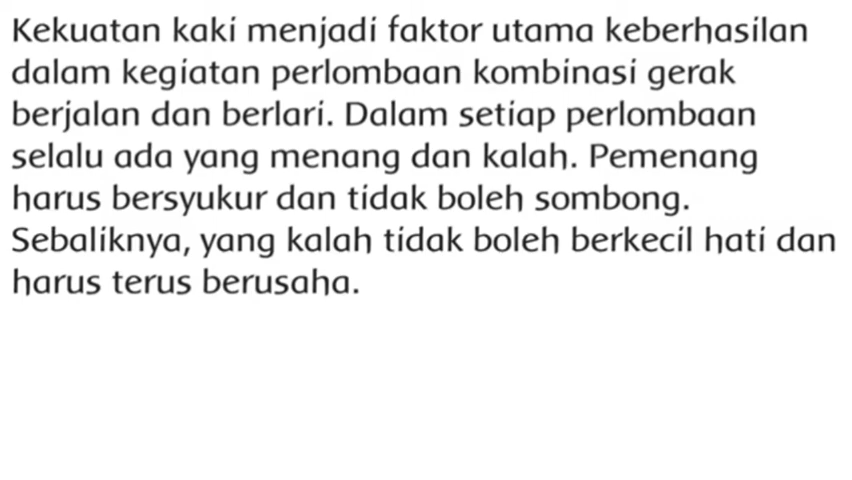 Kekuatan kaki menjadi faktor utama keberhasilan
dalam kegiatan perlombaan kombinasi gerak
berjalan dan berlari. Dalam setiap perlombaan
selalu ada yang menang dan kalah. Pemenang
harus bersyukur dan tidak boleh sombong.
Sebaliknya, yang kalah tidak boleh berkecil hati dan
harus terus berusaha.